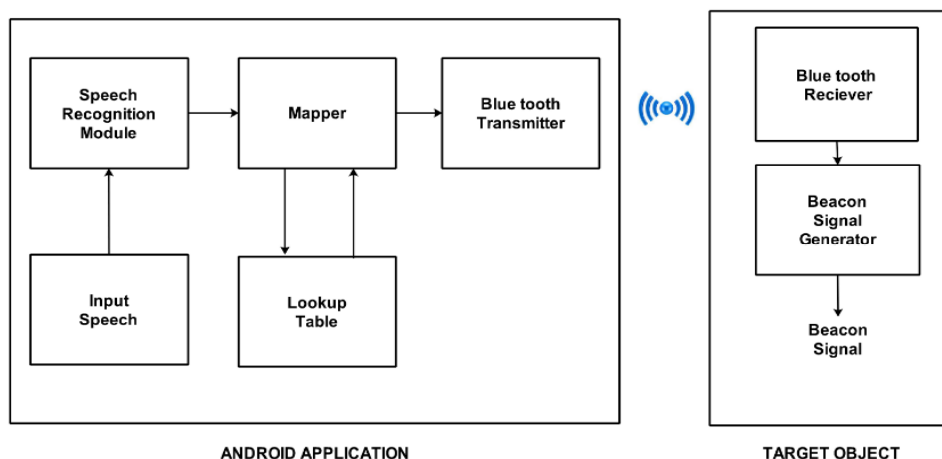 Speech
Recognition
Module
Mapper
Blue tooth
Transmitter
Input
Speech
Lookup
Table
ANDROID APPLICATION
Blue tooth
Reciever
Beacon
Signal
Generator
Beacon
Signal
TARGET OBJECT